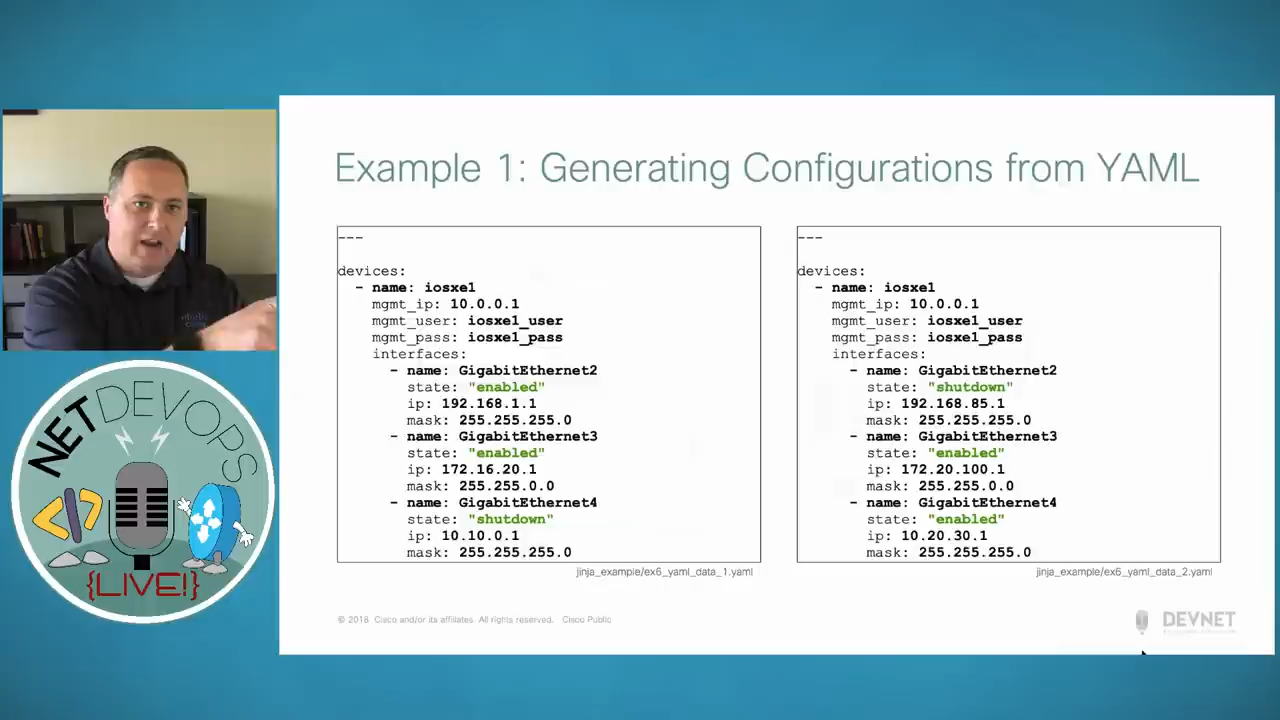 Example 1: Generating Configurations from YAML
---
devices:
- name: iosxe1
mgmt_ip: 10.0.0.1
mgmt_user: iosxe1_user
mgmt_pass: iosxe1_pass
interfaces:
- name: GigabitEthernet2
state: "enabled"
ip: 192.168.1.1
mask: 255.255.255.0
- name: GigabitEthernet3
state: "enabled"
ip: 172.16.20.1
mask: 255.255.0.0
- name: GigabitEthernet4
state: "shutdown"
ip: 10.10.0.1
mask: 255.255.255.0
jinja_example/ex6_yaml_data_1.yaml
---
devices:
- name: iosxe1
mgmt_ip: 10.0.0.1
mgmt_user: iosxe1_user
mgmt_pass: iosxe1_pass
interfaces:
- name: GigabitEthernet2
state: "shutdown"
ip: 192.168.85.1
mask: 255.255.255.0
- name: GigabitEthernet3
state: "enabled"
ip: 172.20.100.1
mask: 255.255.0.0
- name: GigabitEthernet4
state: "enabled"
ip: 10.20.30.1
mask: 255.255.255.0
jinja_example/ex6_yaml_data_2.yaml
NETDEVOPS
</>
{LIVE!}
© 2018 Cisco and/or its affiliates. All rights reserved. Cisco Public
DEVNET